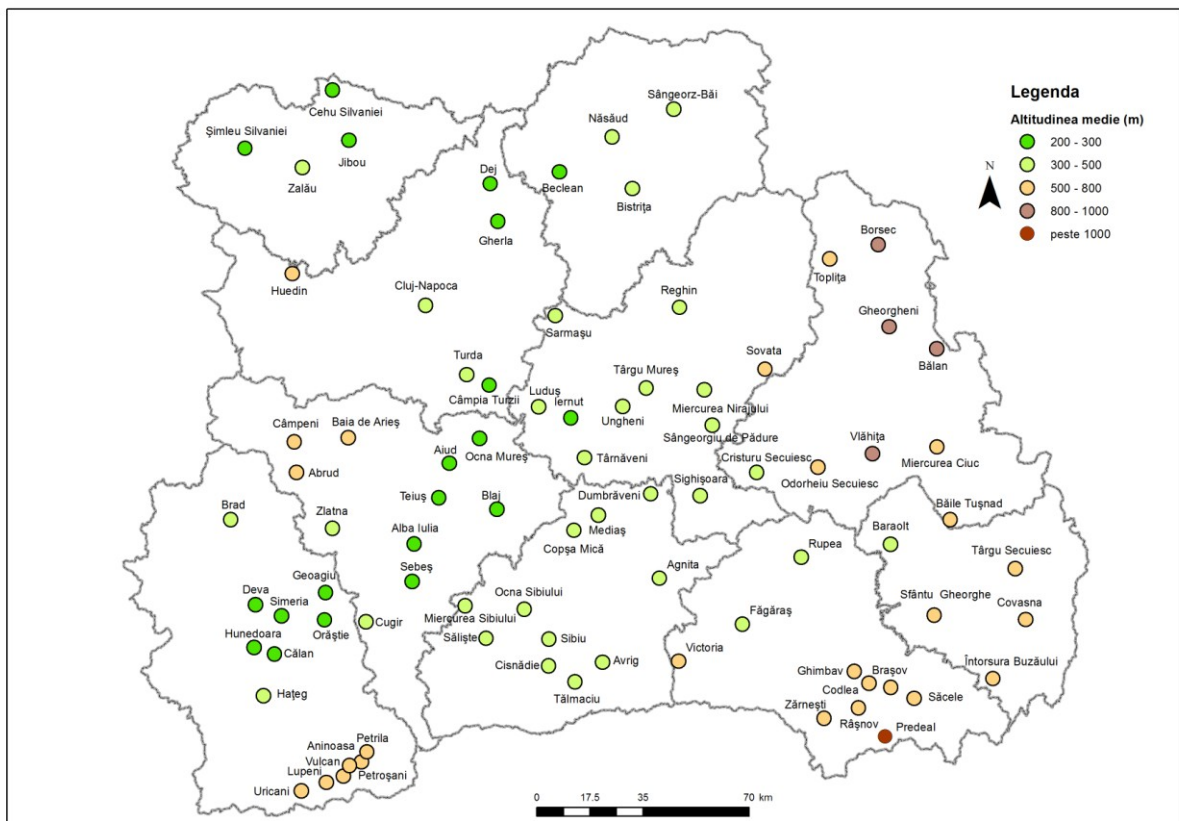 Legenda
Altitudinea medie (m)
200 - 300
300 - 500
500 - 800
800 - 1000
peste 1000
N
Cehu Silvaniei
Şimleu Silvaniei
Jibou
Zalău
Sângeorz-Băi
Năsăud
Dej
Beclean
Bistriţa
Gherla
Huedin
Cluj-Napoca
Borsec
Topliţa
Reghin
Gheorgheni
Sarmaşu
Bălan
Sovata
Turda
Târgu Mureş
Câmpia Turzii
Luduş
Iernut
Ungheni
Miercurea Nirajului
Câmpeni
Baia de Arieş
Vlăhiţa
Sângeorgiu de Pădure
Ocna Mureş
Miercurea Ciuc
Aiud
Târnăveni
Cristuru Secuiesc
Abrud
Odorheiu Secuiesc
Sighişoara
Dumbrăveni
Teiuş
Blaj
Băile Tuşnad
Brad
Zlatna
Mediaş
Baraolt
Alba Iulia
Copşa Mică
Rupea
Târgu Secuiesc
Sebeş
Agnita
Geoagiu
Deva
Simeria
Ocna Sibiului
Sfântu Gheorghe
Covasna
Miercurea Sibiului
Făgăraş
Orăştie
Cugir
Hunedoara
Sălişte
Sibiu
Călan
Victoria
Întorsura Buzăului
Cisnădie
Avrig
Ghimbav
Braşov
Haţeg
Tălmaciu
Codlea
Săcele
Zărneşti
Râşnov
Predeal
Petrila
Aninoasa
Vulcan
Lupeni
Petroşani
Uricani
0 17.5 35 70 km